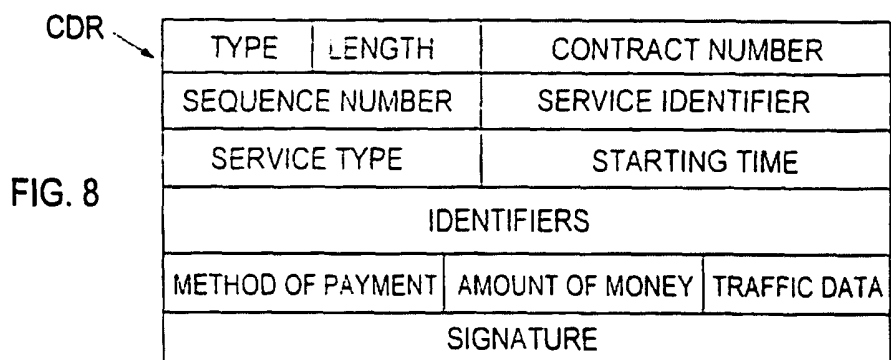 CDR
TYPE LENGTH CONTRACT NUMBER
SEQUENCE NUMBER SERVICE IDENTIFIER
SERVICE TYPE STARTING TIME
FIG. 8
IDENTIFIERS
METHOD OF PAYMENT AMOUNT OF MONEY TRAFFIC DATA
SIGNATURE